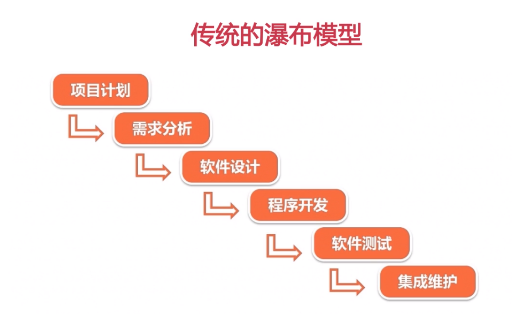 传统的瀑布模型
项目计划
需求分析
软件设计
程序开发
软件测试
集成维护